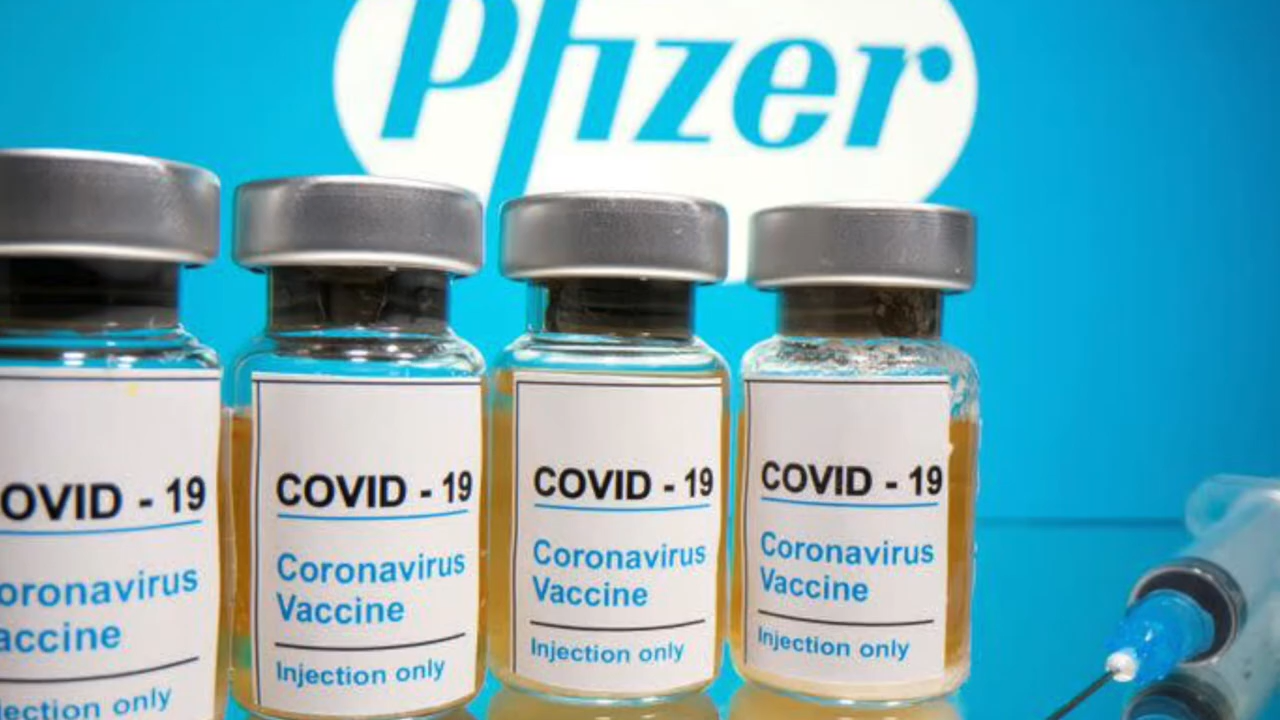 Pfizer
OVID - 19
oronavirus
accine
ection only
COVID - 19
Coronavirus
Vaccine
Injection only
COVID - 19
Coronavirus
Vaccine
Injection only
COVID - 19
Coronavirus
Vaccine
Injection only